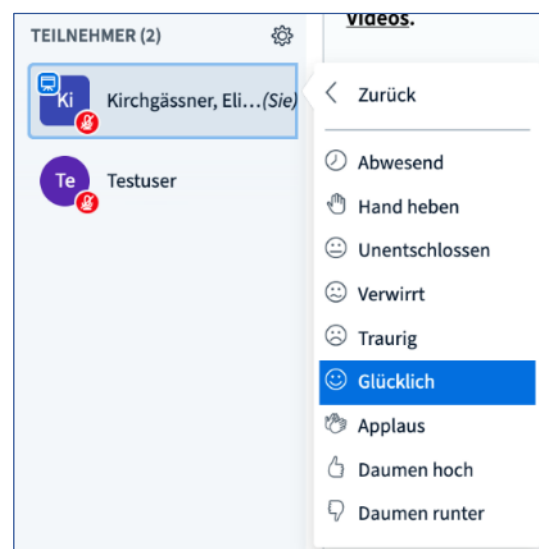 Videos.
TEILNEHMER (2)
Ki
Kirchgässner, Eli...(Sie)
Te
Testuser
Zurück
Abwesend
Hand heben
Unentschlossen
Verwirrt
Traurig
Glücklich
Applaus
Daumen hoch
Daumen runter